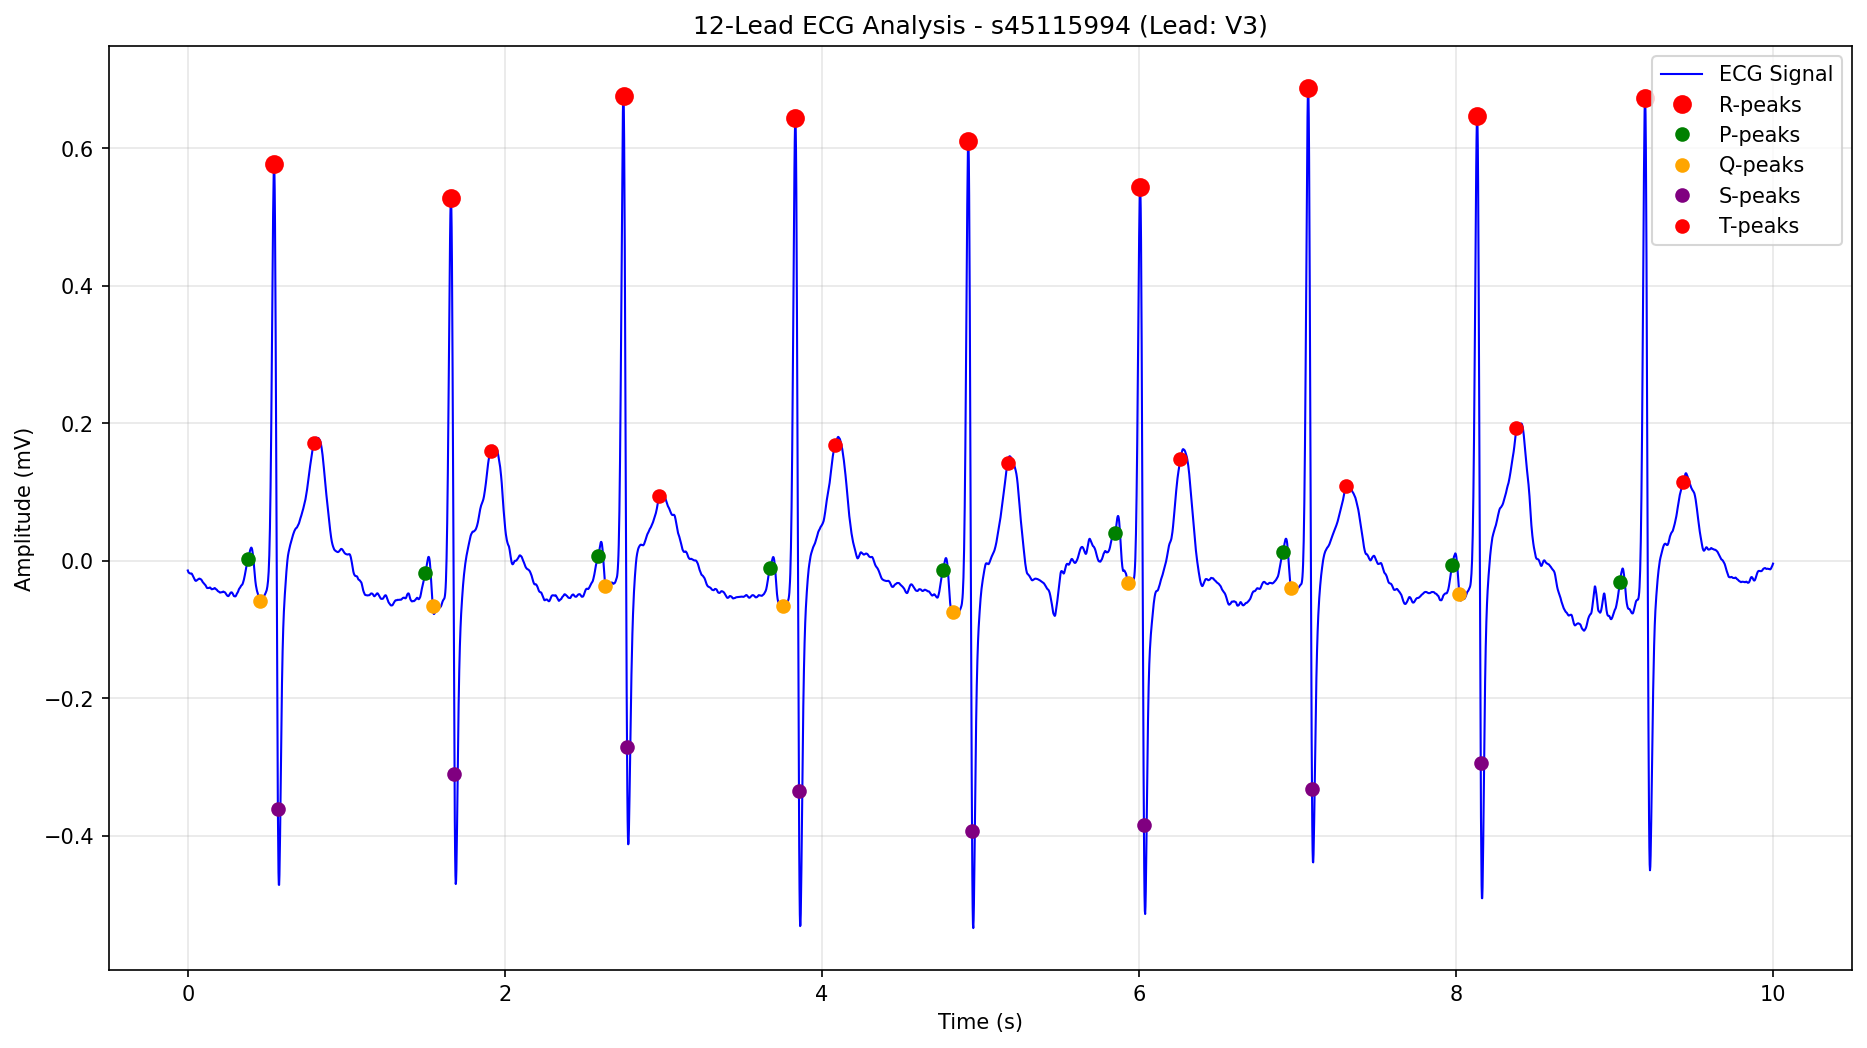 12-Lead ECG Analysis - s45115994 (Lead: V3)
ECG Signal
R-peaks
P-peaks
Q-peaks
S-peaks
T-peaks
Amplitude (mV)
0.6
0.4
0.2
0.0
−0.2
−0.4
0
2
4
6
8
10
Time (s)